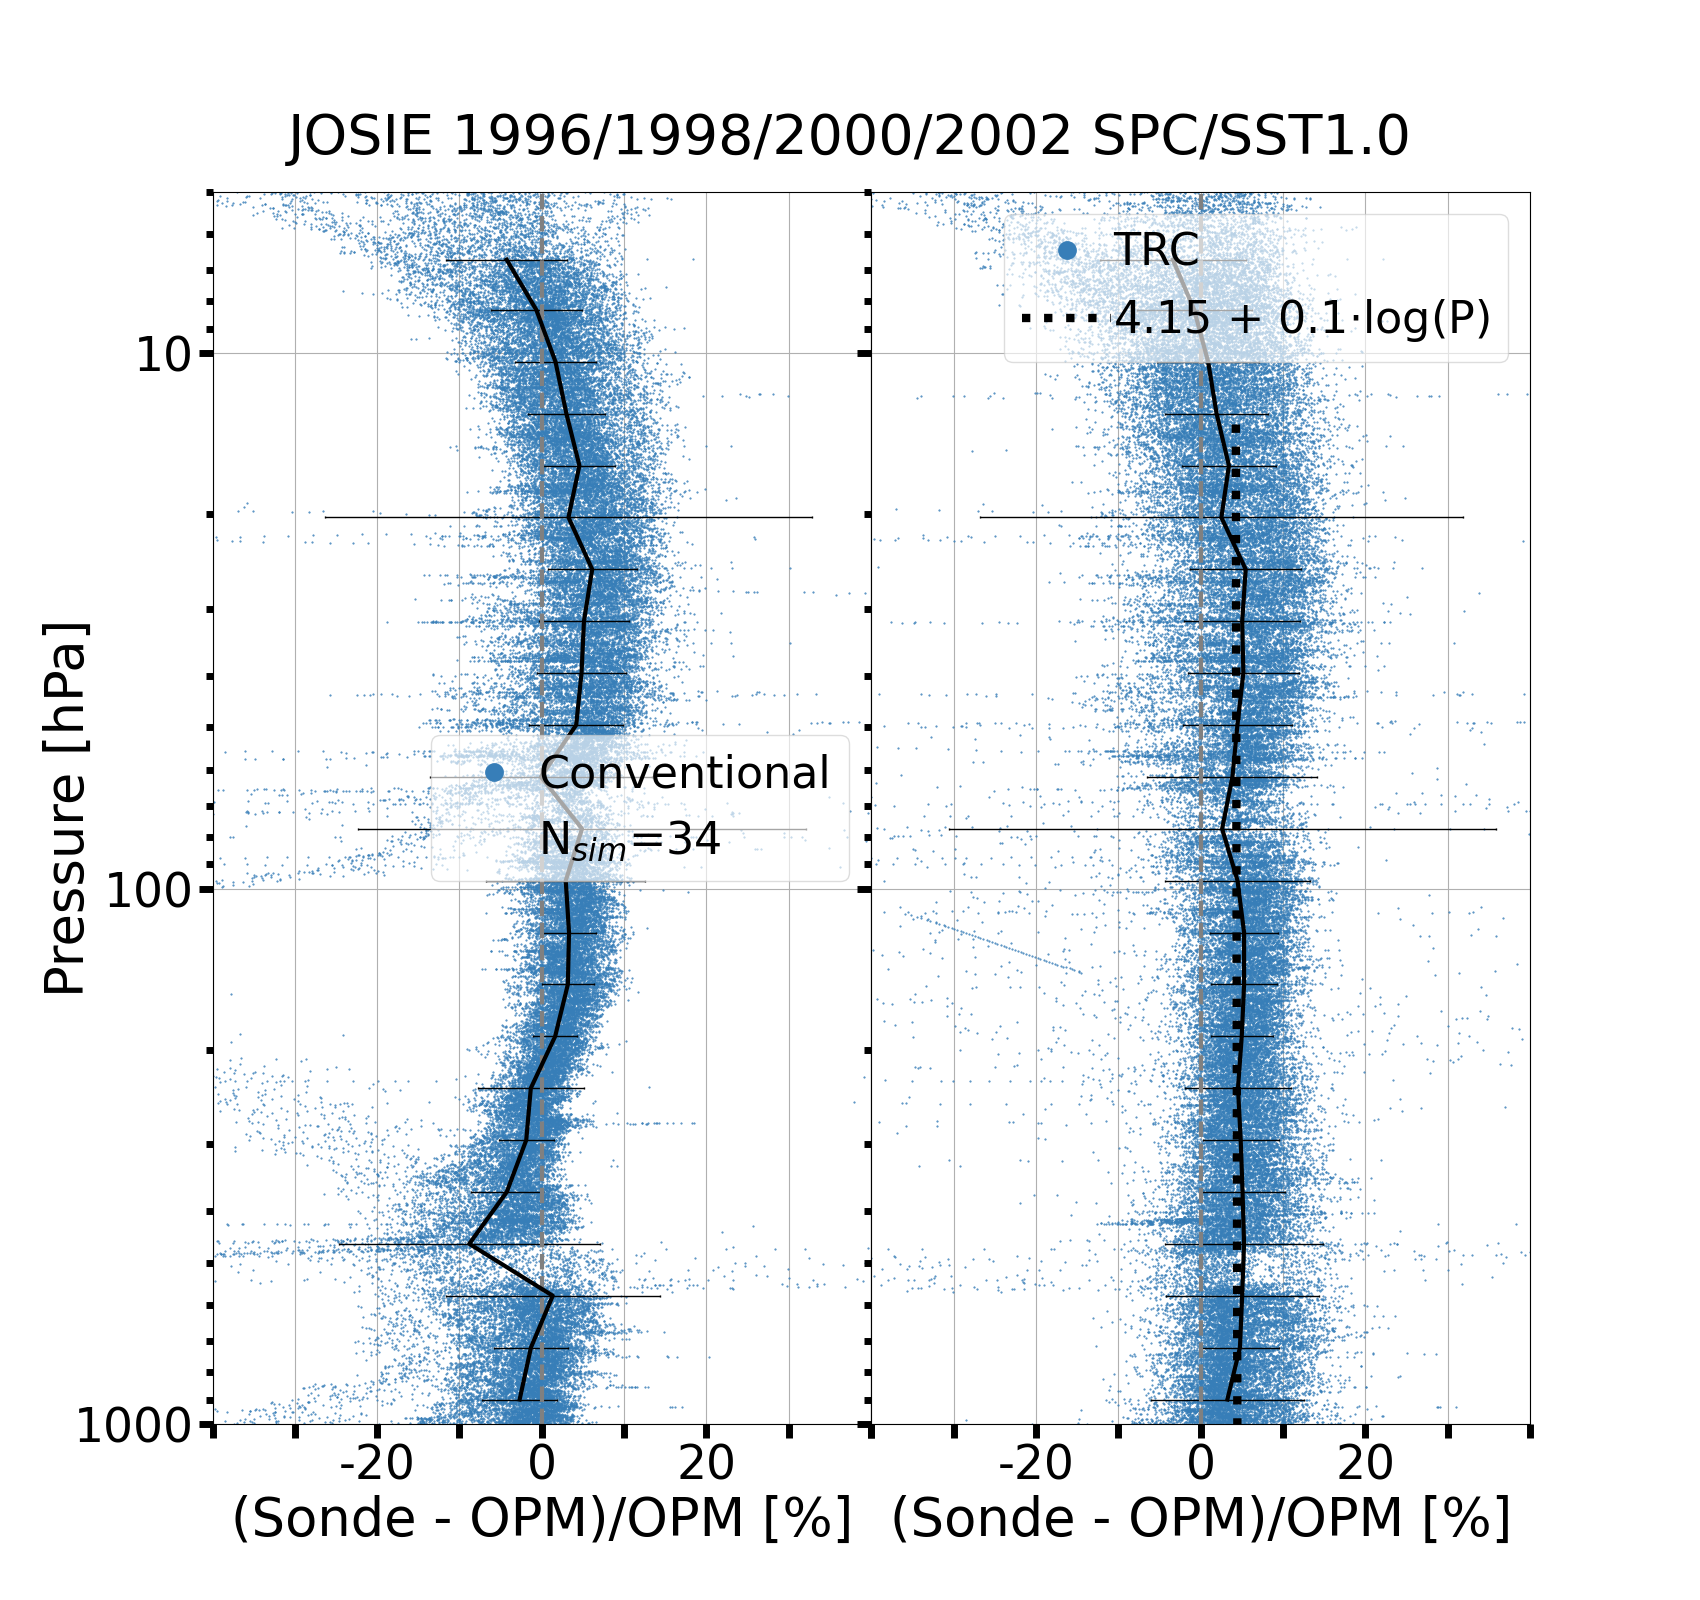 JOSIE 1996/1998/2000/2002 SPC/SST1.0
Pressure [hPa]
10
100
1000
Conventional
N_sim=34
TRC
4.15 + 0.1·log(P)
-20 0 20
-20 0 20
(Sonde - OPM)/OPM [%]
(Sonde - OPM)/OPM [%]